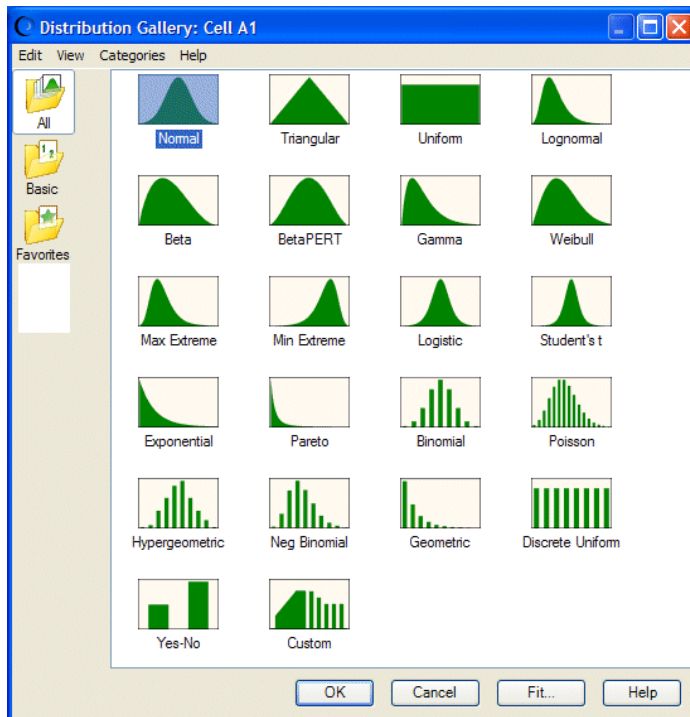 Distribution Gallery: Cell A1
Edit View Categories Help
All
Basic
Favorites
Normal Triangular Uniform Lognormal
Beta BetaPERT Gamma Weibull
Max Extreme Min Extreme Logistic Student's t
Exponential Pareto Binomial Poisson
Hypergeometric Neg Binomial Geometric Discrete Uniform
Yes-No Custom
OK Cancel Fit... Help